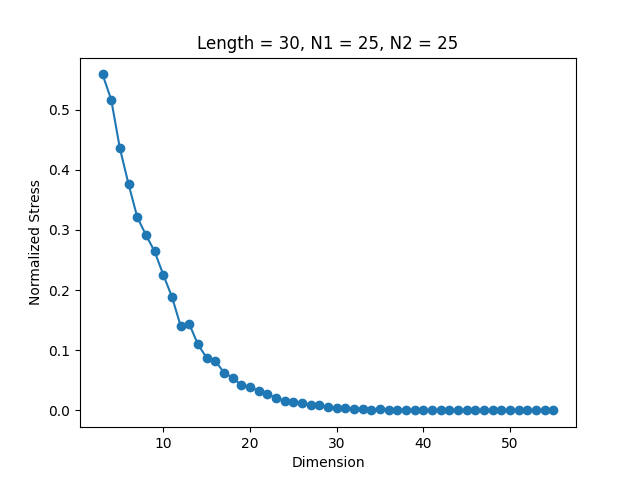 Length = 30, N1 = 25, N2 = 25
Normalized Stress
0.5
0.4
0.3
0.2
0.1
0.0
10 20 30 40 50
Dimension